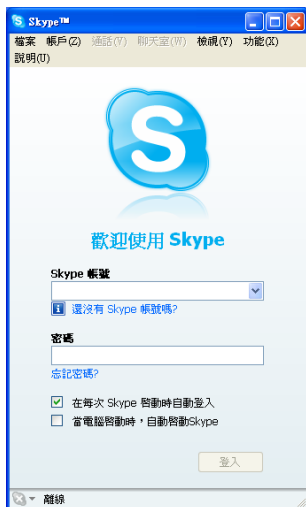 Skype™
檔案 帳戶(Z) 通話(Y) 聊天室(W) 檢視(Y) 功能(X)
說明(U)
S
歡迎使用 Skype
Skype 帳號
還沒有 Skype 帳號嗎?
密碼
忘記密碼?
在每次 Skype 啓動時自動登入
當電腦啓動時，自動啓動Skype
登入
離線